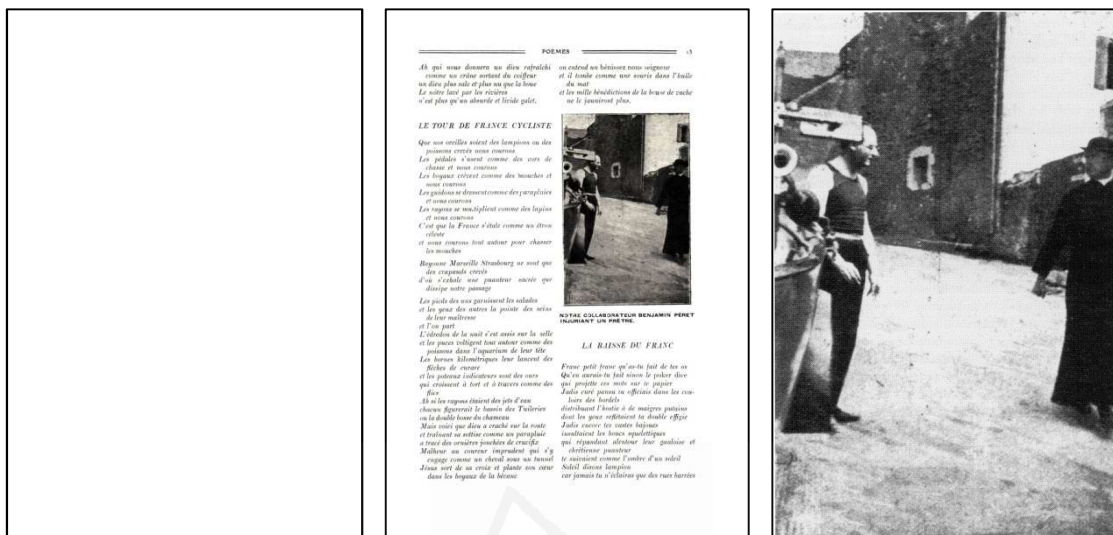 POÈMES 13
Ah qui nous donnera un dieu rafraîchi
comme un crâne sortant du coiffeur
un dieu plus sale et plus nu que la boue
Le nôtre lavé par les rivières
n'est plus qu'un absurde et livide galet.
LE TOUR DE FRANCE CYCLISTE
Que nos oreilles soient des lampions ou des
poissons crevés nous courons
Les pédales s'usent comme des cors de
chasse et nous courons
Les boyaux crèvent comme des mouches et
nous courons
Les guidons se dressent comme des parapluies
et nous courons
Les rayons se multiplient comme des lapins
et nous courons
C'est que la France s'étale comme un étron
céleste
et nous courons tout autour pour chasser
les mouches
Bayonne Marseille Strasbourg ne sont que
des crapauds crevés
d'où s'exhale une puanteur sacrée que
dissipe notre passage
Les pieds des uns garnissent les salades
et les yeux des autres la pointe des seins
de leur maîtresse
et l'on part
L'édredon de la nuit s'est assis sur la selle
et les puces voltigent tout autour comme des
poissons dans l'aquarium de leur tête
Les bornes kilométriques leur lancent des
flèches de curare
et les poteaux indicateurs sont des ours
qui croissent à tort et à travers comme des
flics
Ah si les rayons étaient des jets d'eau
chacun figurerait le bassin des Tuileries
ou la double bosse du chameau
Mais voici que dieu a craché sur la route
et traînant sa sottise comme un parapluie
a tracé des ornières jonchées de crucifix
Malheur au coureur imprudent qui s'y
engage comme un cheval sous un tunnel
Jésus sort de sa croix et plante son cœur
dans les boyaux de la bécane
on entend un bénissez nous seigneur
et il tombe comme une souris dans l'huile
du mat
et les mille bénédictions de la bouse de vache
ne le jauniront plus.
NOTRE COLLABORATEUR BENJAMIN PÉRET
INJURIANT UN PRÊTRE.
LA BAISSE DU FRANC
Franc petit franc qu'as-tu fait de tes os
Qu'en aurais-tu fait sinon le poker dice
qui projette ces mots sur le papier
Jadis curé pansu tu officiais dans les cou-
loirs des bordels
distribuant l'hostie à de maigres putains
dont les yeux reflétaient ta double effigie
Jadis encore tes vastes bajoues
insultaient les boucs squelettiques
qui répandant alentour leur gauloise et
chrétienne puanteur
te suivaient comme l'ombre d'un soleil
Soleil disons lampion
car jamais tu n'éclairas que des rues barrées